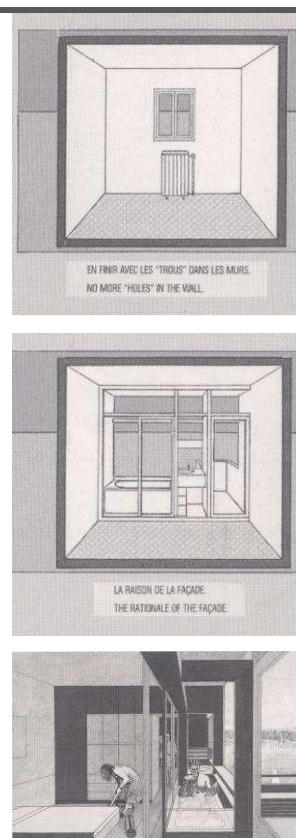 EN FINIR AVEC LES "TROUS" DANS LES MURS.
NO MORE "HOLES" IN THE WALL.
LA RAISON DE LA FAÇADE.
THE RATIONALE OF THE FAÇADE.